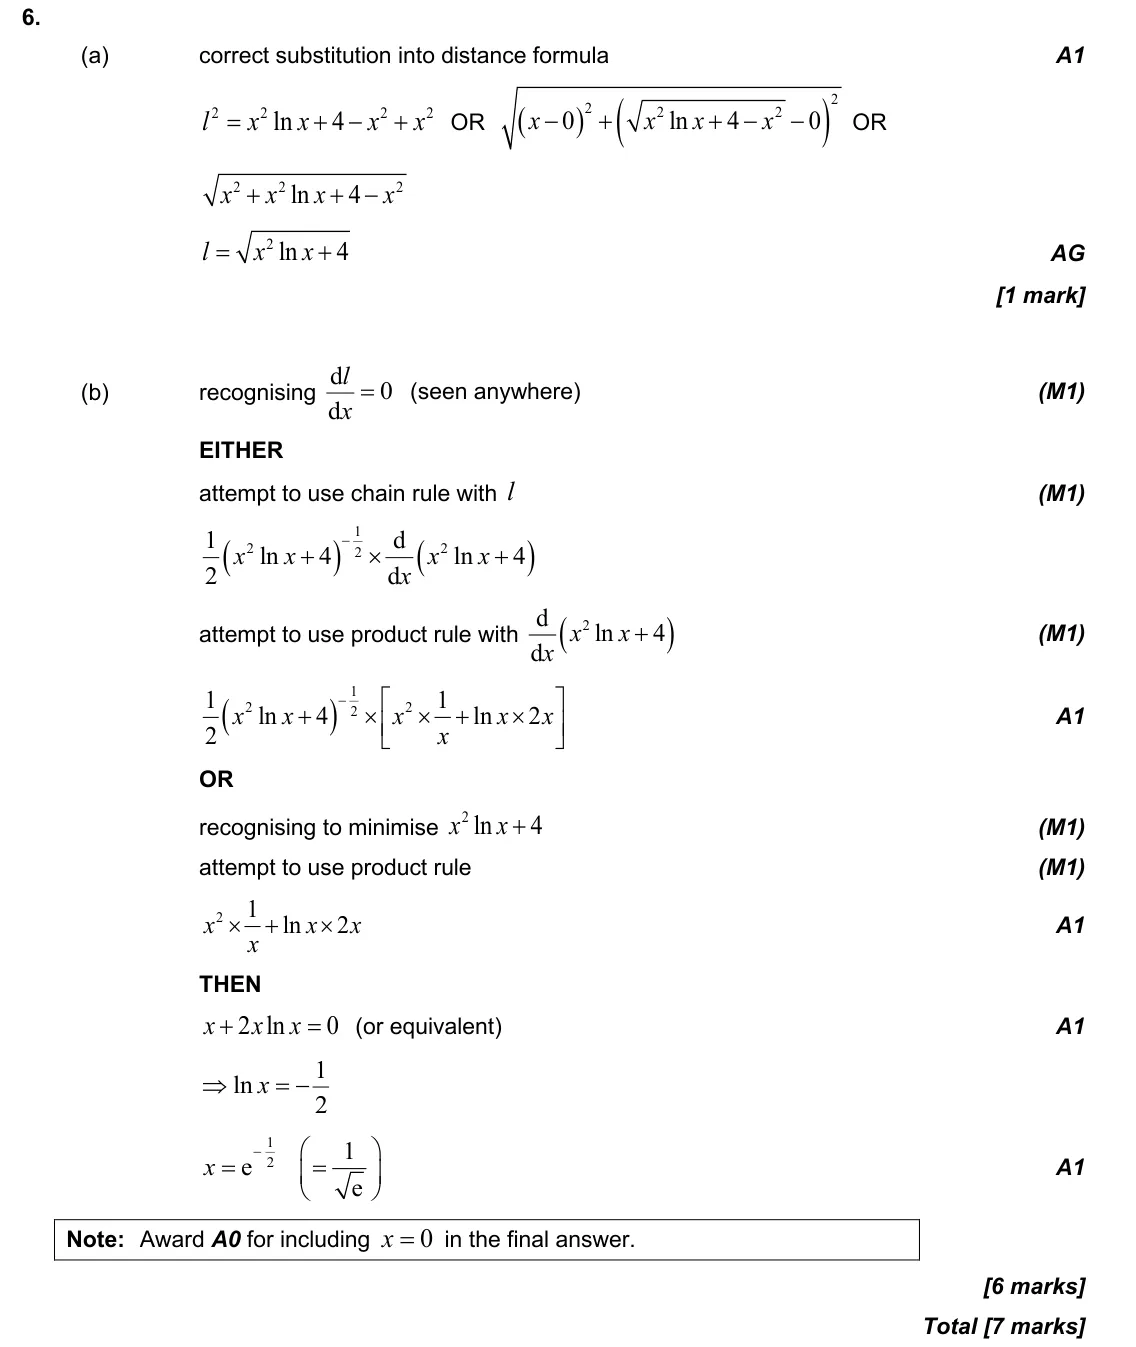 6.
(a) correct substitution into distance formula A1
l² = x² ln x + 4 − x² + x² OR √((x − 0)² + (√(x² ln x + 4 − x²) − 0)²) OR
√(x² + x² ln x + 4 − x²)
l = √(x² ln x + 4) AG
[1 mark]
(b) recognising dl/dx = 0 (seen anywhere) (M1)
EITHER
attempt to use chain rule with l (M1)
1/2 (x² ln x + 4)^(−1/2) × d/dx (x² ln x + 4)
attempt to use product rule with d/dx (x² ln x + 4) (M1)
1/2 (x² ln x + 4)^(−1/2) × [x² × 1/x + ln x × 2x] A1
OR
recognising to minimise x² ln x + 4 (M1)
attempt to use product rule (M1)
x² × 1/x + ln x × 2x A1
THEN
x + 2x ln x = 0 (or equivalent) A1
⇒ ln x = −1/2
x = e^(−1/2) (= 1/√e) A1
Note: Award A0 for including x = 0 in the final answer.
[6 marks]
Total [7 marks]